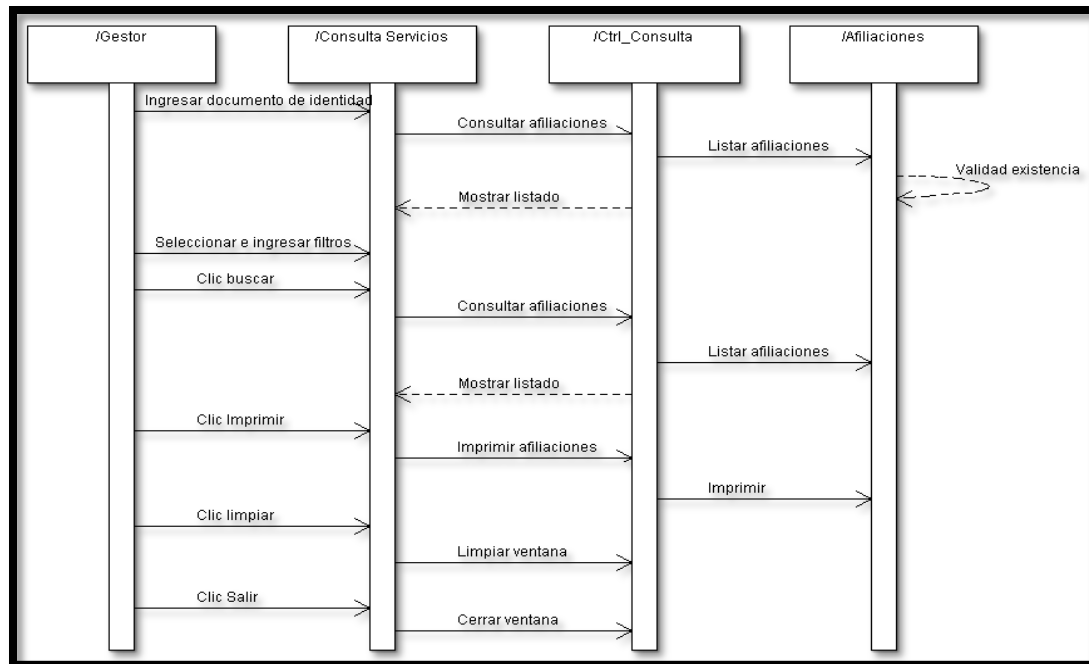 /Gestor
/Consulta Servicios
/Ctrl_Consulta
/Afiliaciones
Ingresar documento de identidad
Consultar afiliaciones
Listar afiliaciones
Validad existencia
Mostrar listado
Seleccionar e ingresar filtros
Clic buscar
Consultar afiliaciones
Listar afiliaciones
Mostrar listado
Clic Imprimir
Imprimir afiliaciones
Imprimir
Clic limpiar
Limpiar ventana
Clic Salir
Cerrar ventana